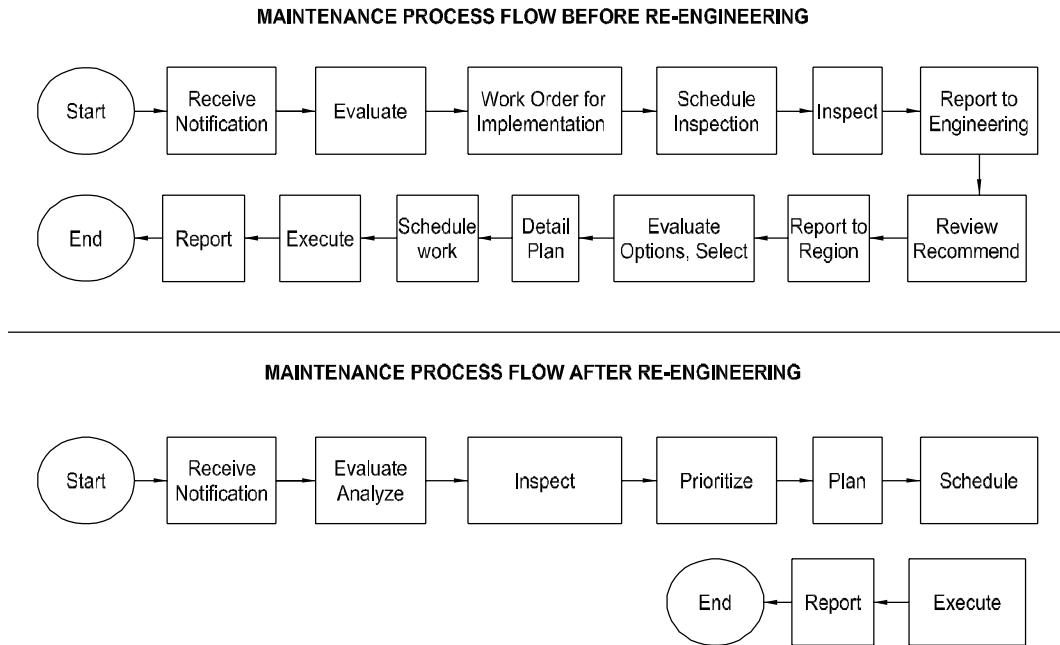 MAINTENANCE PROCESS FLOW BEFORE RE-ENGINEERING
Start
Receive
Notification
Evaluate
Work Order for
Implementation
Schedule
Inspection
Inspect
Report to
Engineering
Review
Recommend
Report to
Region
Evaluate
Options, Select
Detail
Plan
Schedule
work
Execute
Report
End
MAINTENANCE PROCESS FLOW AFTER RE-ENGINEERING
Start
Receive
Notification
Evaluate
Analyze
Inspect
Prioritize
Plan
Schedule
Execute
Report
End